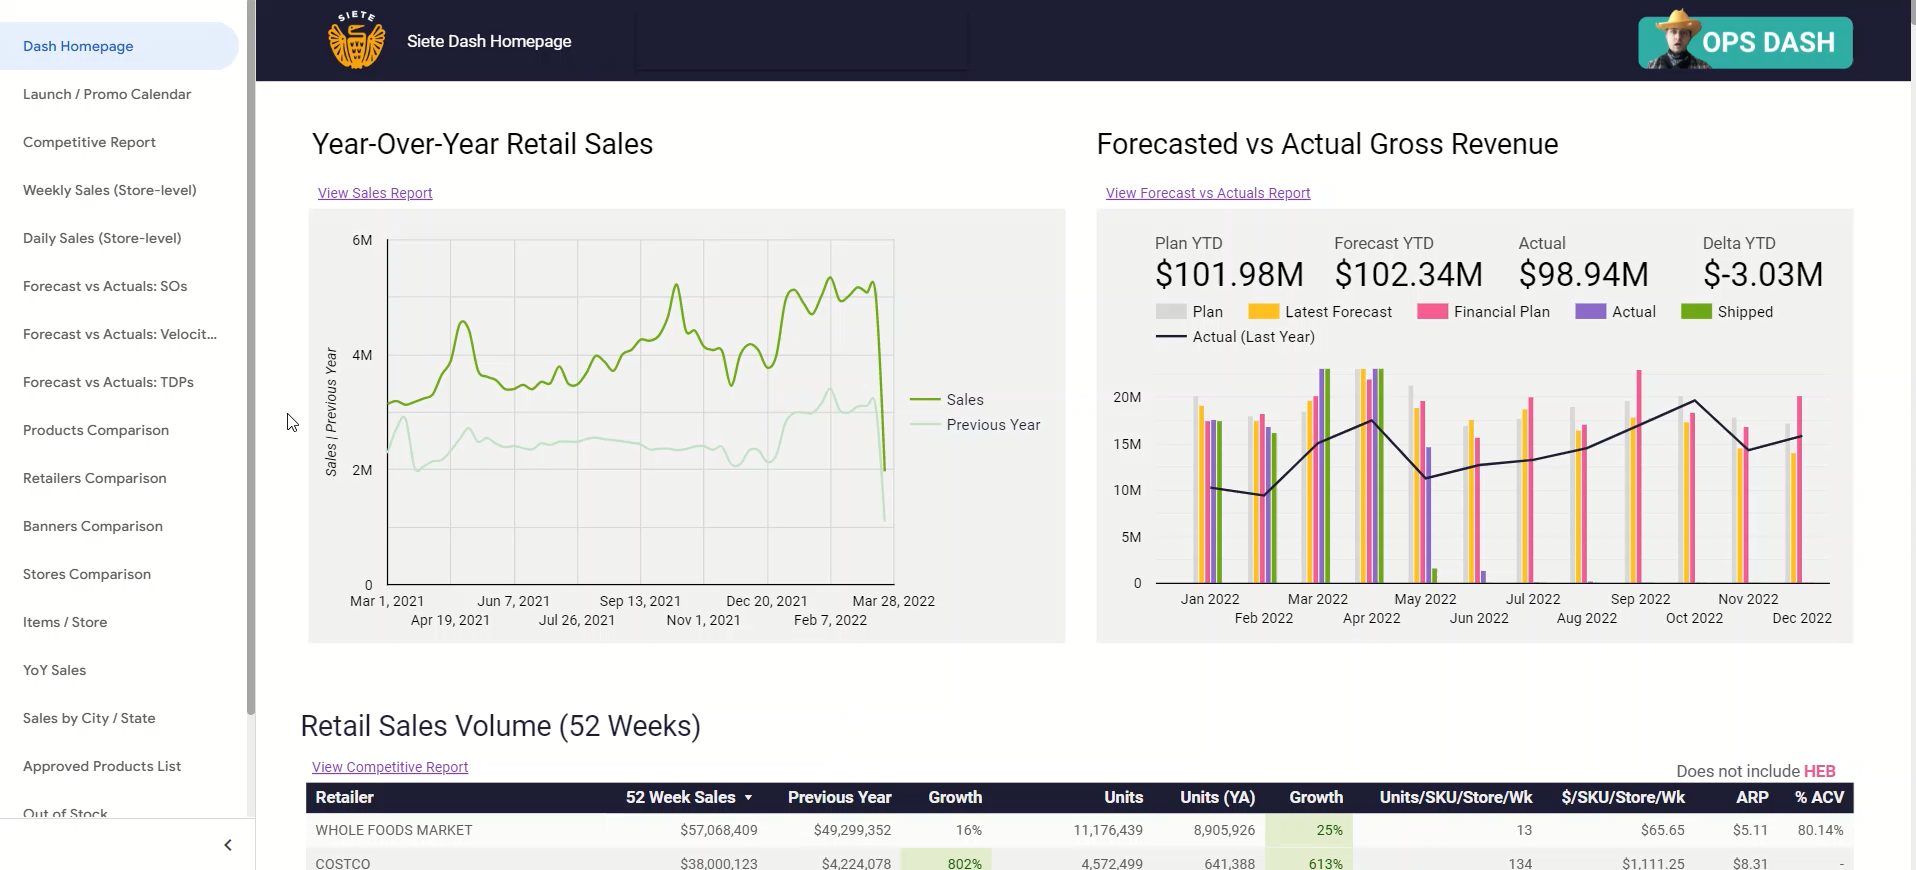 Dash Homepage
Launch / Promo Calendar
Competitive Report
Weekly Sales (Store-level)
Daily Sales (Store-level)
Forecast vs Actuals: SOs
Forecast vs Actuals: Velocit...
Forecast vs Actuals: TDPs
Products Comparison
Retailers Comparison
Banners Comparison
Stores Comparison
Items / Store
YoY Sales
Sales by City / State
Approved Products List
Out of Stock
SIETE
Siete Dash Homepage
OPS DASH
Year-Over-Year Retail Sales
View Sales Report
Sales | Previous Year
6M
4M
2M
0
Mar 1, 2021 Jun 7, 2021 Sep 13, 2021 Dec 20, 2021 Mar 28, 2022
Apr 19, 2021 Jul 26, 2021 Nov 1, 2021 Feb 7, 2022
Sales
Previous Year
Forecasted vs Actual Gross Revenue
View Forecast vs Actuals Report
Plan YTD Forecast YTD Actual Delta YTD
$101.98M $102.34M $98.94M $-3.03M
Plan Latest Forecast Financial Plan Actual Shipped
Actual (Last Year)
20M
15M
10M
5M
0
Jan 2022 Mar 2022 May 2022 Jul 2022 Sep 2022 Nov 2022
Feb 2022 Apr 2022 Jun 2022 Aug 2022 Oct 2022 Dec 2022
Retail Sales Volume (52 Weeks)
View Competitive Report
Does not include HEB
Retailer 52 Week Sales Previous Year Growth Units Units (YA) Growth Units/SKU/Store/Wk $/SKU/Store/Wk ARP % ACV
WHOLE FOODS MARKET $57,068,409 $49,299,352 16% 11,176,439 8,905,926 25% 13 $65.65 $5.11 80.14%
COSTCO $38,000,123 $4,224,078 802% 4,572,499 641,388 613% 134 $1,111.25 $8.31 -